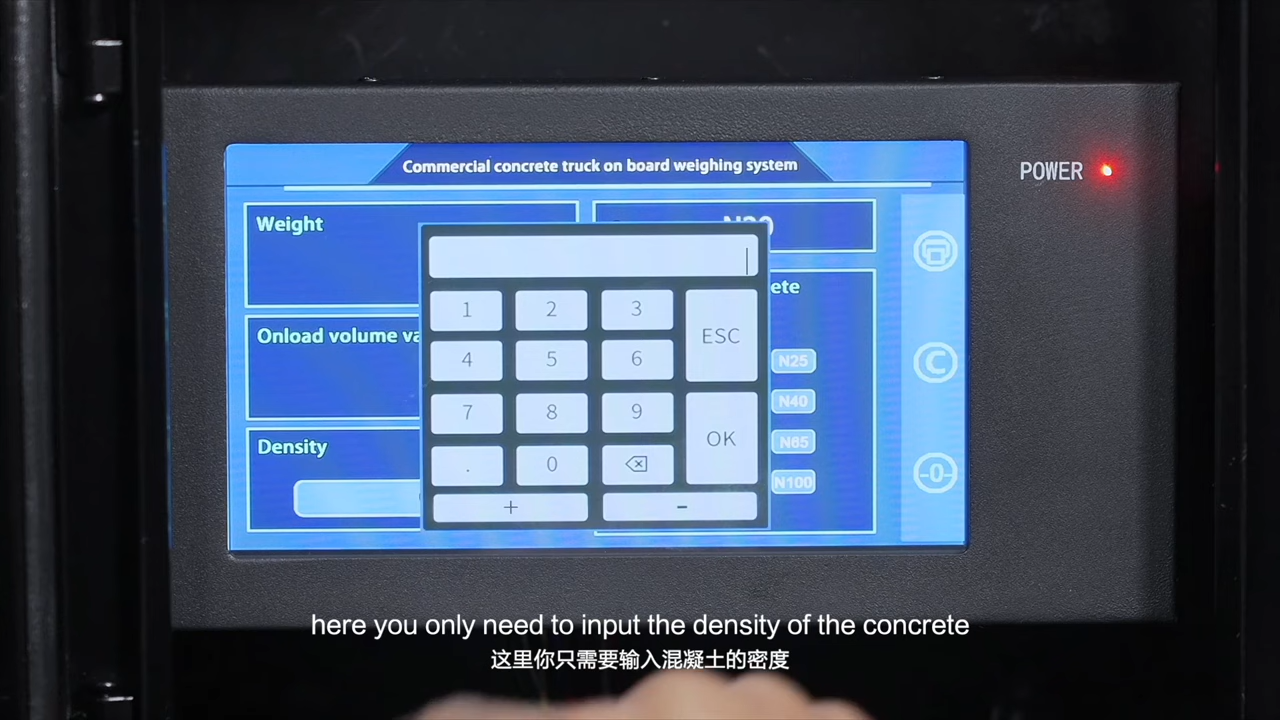 Commercial concrete truck on board weighing system
POWER
Weight
Onload volume
Density
1 2 3 ESC
4 5 6
7 8 9 OK
. 0
+ -
N25
N40
N65
N100
C
-0-
here you only need to input the density of the concrete
这里你只需要输入混凝土的密度